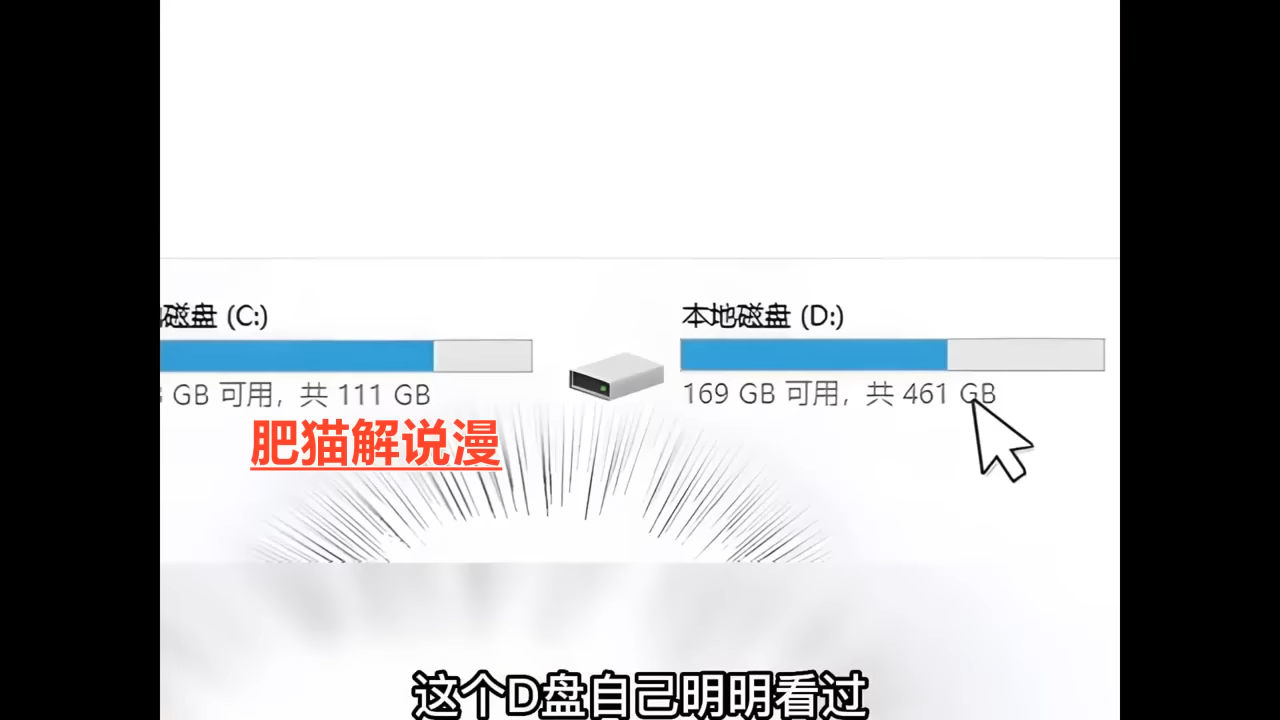 磁盘 (C:)
本地磁盘 (D:)
GB 可用，共 111 GB
169 GB 可用，共 461 GB
肥猫解说漫
这个D盘自己明明看过